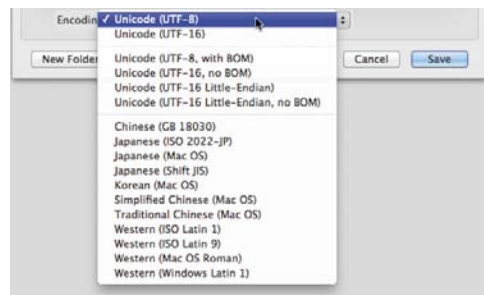 Encodin ✓ Unicode (UTF-8)
Unicode (UTF-16)
New Folder Unicode (UTF-8, with BOM) Cancel Save
Unicode (UTF-16, no BOM)
Unicode (UTF-16 Little-Endian)
Unicode (UTF-16 Little-Endian, no BOM)
Chinese (GB 18030)
Japanese (ISO 2022-JP)
Japanese (Mac OS)
Japanese (Shift JIS)
Korean (Mac OS)
Simplified Chinese (Mac OS)
Traditional Chinese (Mac OS)
Western (ISO Latin 1)
Western (ISO Latin 9)
Western (Mac OS Roman)
Western (Windows Latin 1)